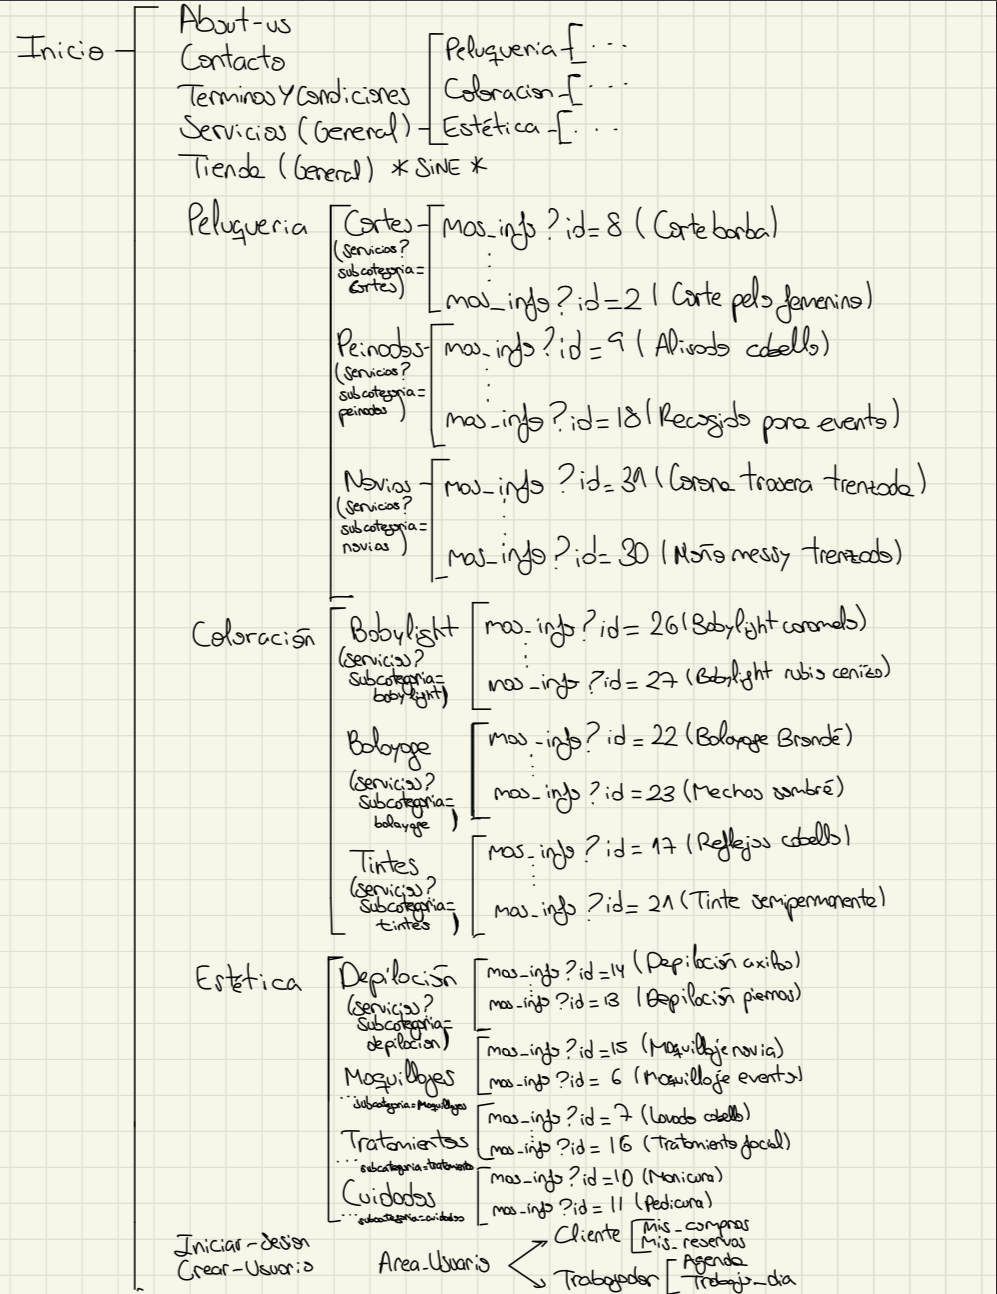 Inicio
About-us
Contacto
Terminos Y Condiciones
Servicios (General)
Peluqueria [ ...
Coloracion [ ...
Estética [ ...
Tienda (General) * SINE *
Peluqueria
Cortes
(servicios?
subcategoria=
Cortes)
mas_info?id=8 (Corte barba)
mas_info?id=2 (Corte pelo femenino)
Peinados
(servicios?
subcategoria=
peinados)
mas_info?id=9 (Alisado cabello)
mas_info?id=18 (Recogido para evento)
Novias
(servicios?
subcategoria=
novias)
mas_info?id=31 (Corona trasera trenzada)
mas_info?id=30 (Moño messy trenzado)
Coloración
Babylight
(servicios?
Subcategoria=
babylight)
mas_info?id=26 (Babylight caramelo)
mas_info?id=27 (Babylight rubio cenizo)
Balayage
(servicios?
Subcategoria=
balayage)
mas_info?id=22 (Balayage Brondé)
mas_info?id=23 (Mechas sombré)
Tintes
(servicios?
Subcategoria=
tintes)
mas_info?id=17 (Reflejos cabello)
mas_info?id=21 (Tinte semipermanente)
Estética
Depilación
(servicios?
Subcategoria=
depilacion)
mas_info?id=14 (Depilación axilas)
mas_info?id=13 (Depilación piernas)
Maquillajes
...subcategoria=Maquillajes
mas_info?id=15 (Maquillaje novia)
mas_info?id=6 (Maquillaje evento)
Tratamientos
...subcategoria=tratamiento
mas_info?id=7 (Lavado cabello)
mas_info?id=16 (Tratamiento facial)
Cuidados
...subcategoria=cuidados
mas_info?id=10 (Manicura)
mas_info?id=11 (Pedicura)
Iniciar-sesion
Crear-Usuario
Area-Usuario
Cliente
Mis_compras
Mis_reservas
Trabajador
Agenda
Trabajo_dia